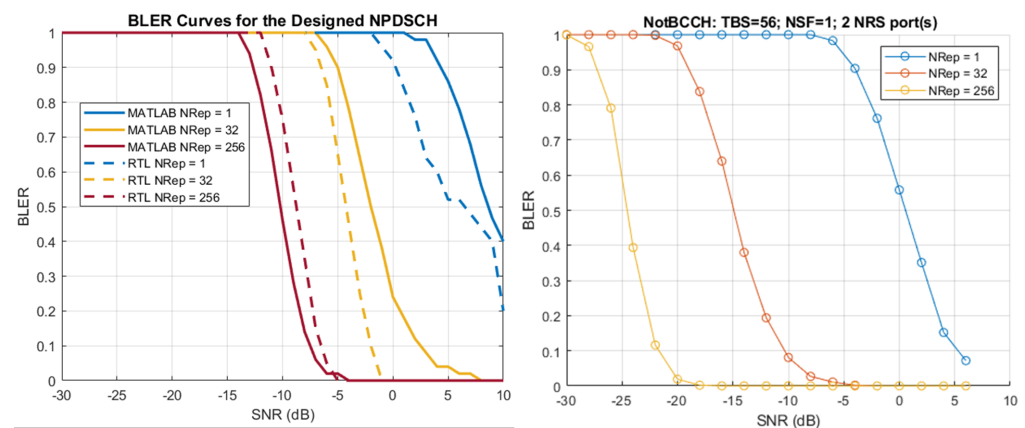 BLER Curves for the Designed NPDSCH
1
0.9
0.8
0.7
0.6
0.5
0.4
0.3
0.2
0.1
0
BLER
MATLAB NRep = 1
MATLAB NRep = 32
MATLAB NRep = 256
RTL NRep = 1
RTL NRep = 32
RTL NRep = 256
-30 -25 -20 -15 -10 -5 0 5 10
SNR (dB)
NotBCCH: TBS=56; NSF=1; 2 NRS port(s)
1
0.9
0.8
0.7
0.6
0.5
0.4
0.3
0.2
0.1
0
BLER
NRep = 1
NRep = 32
NRep = 256
-30 -25 -20 -15 -10 -5 0 5 10
SNR (dB)